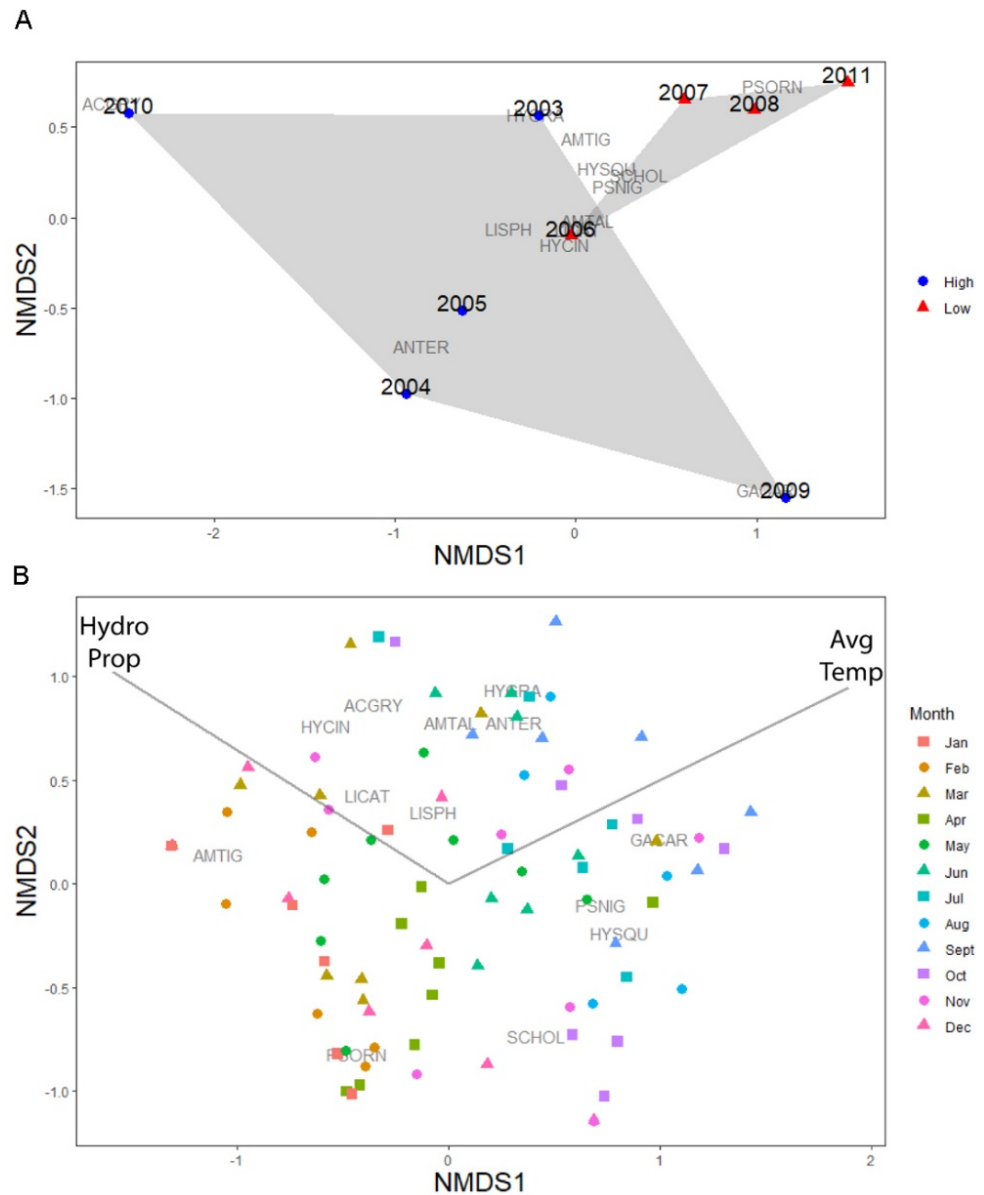 A
ACGRY
2010
2003
HYGRA
AMTIG
2007
PSORN
2008
2011
HYSQU
SCHOL
PSNIG
AMTAL
2006
LISPH
HYCIN
2005
ANTER
2004
GACAR
2009
0.5
0.0
-0.5
-1.0
-1.5
NMDS2
-2
-1
0
1
NMDS1
High
Low
B
Hydro
Prop
Avg
Temp
ACGRY
HYGRA
HYCIN
AMTAL
ANTER
LICAT
LISPH
AMTIG
GACAR
PSNIG
HYSQU
SCHOL
PSORN
1.0
0.5
0.0
-0.5
-1.0
NMDS2
-1
0
1
2
NMDS1
Month
Jan
Feb
Mar
Apr
May
Jun
Jul
Aug
Sept
Oct
Nov
Dec